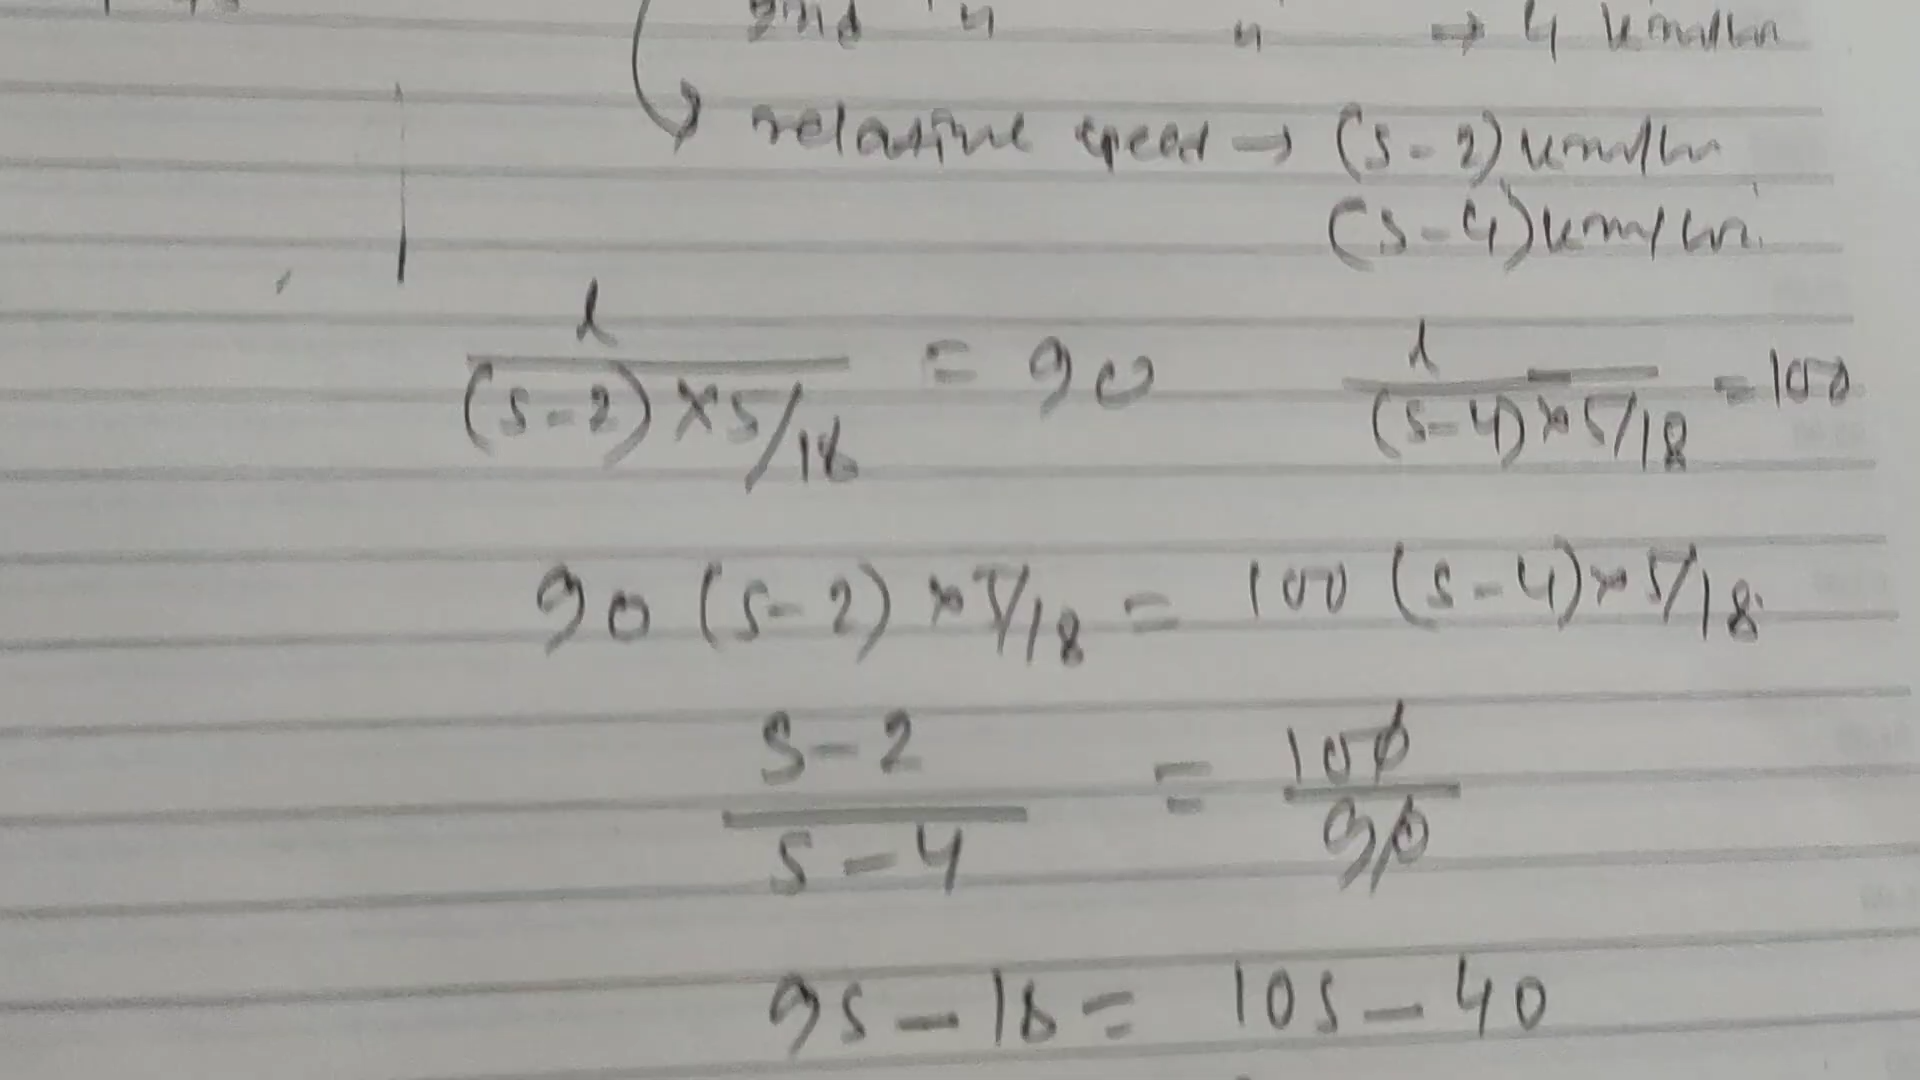 2nd " " → 4 km/hr
relative speed → (s-2) km/hr
(s-4) km/hr.
l / (s-2) × 5/18 = 90    l / (s-4) × 5/18 = 100
90 (s-2) × 5/18 = 100 (s-4) × 5/18
s-2 / s-4 = 100 / 90
9s - 18 = 10s - 40